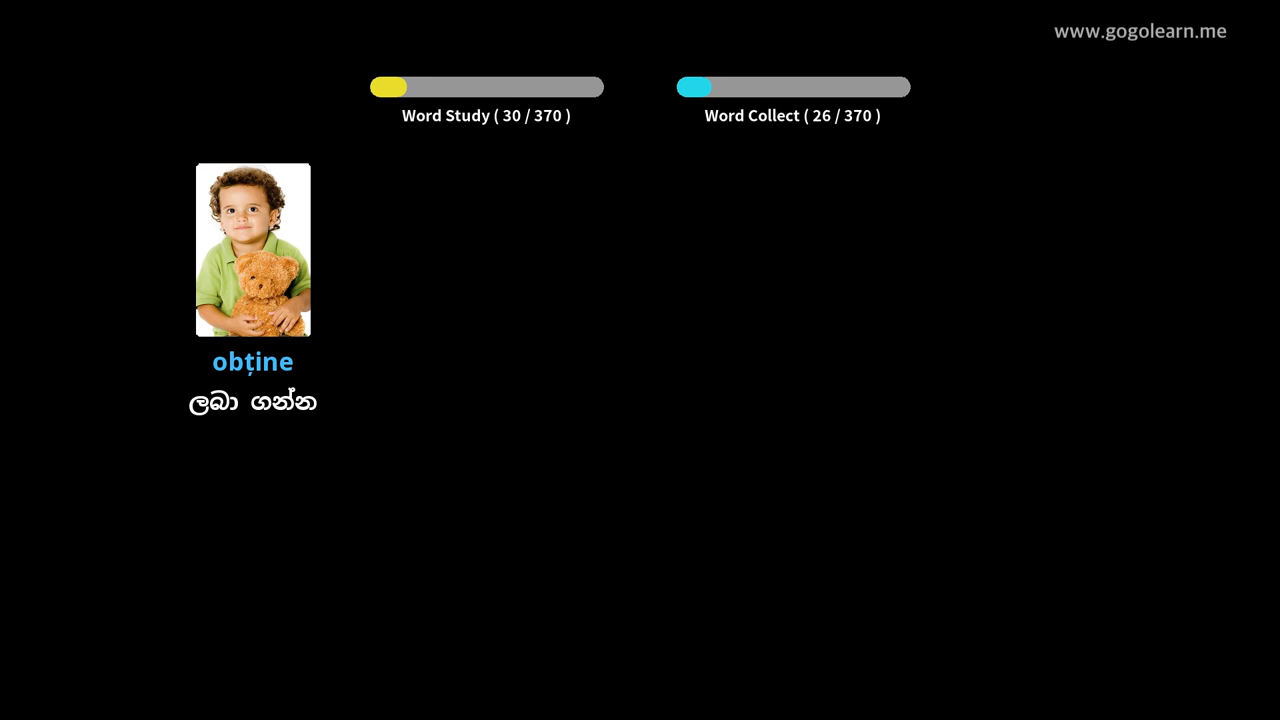 www.gogolearn.me
Word Study ( 30 / 370 )
Word Collect ( 26 / 370 )
obține
ලබා ගන්න